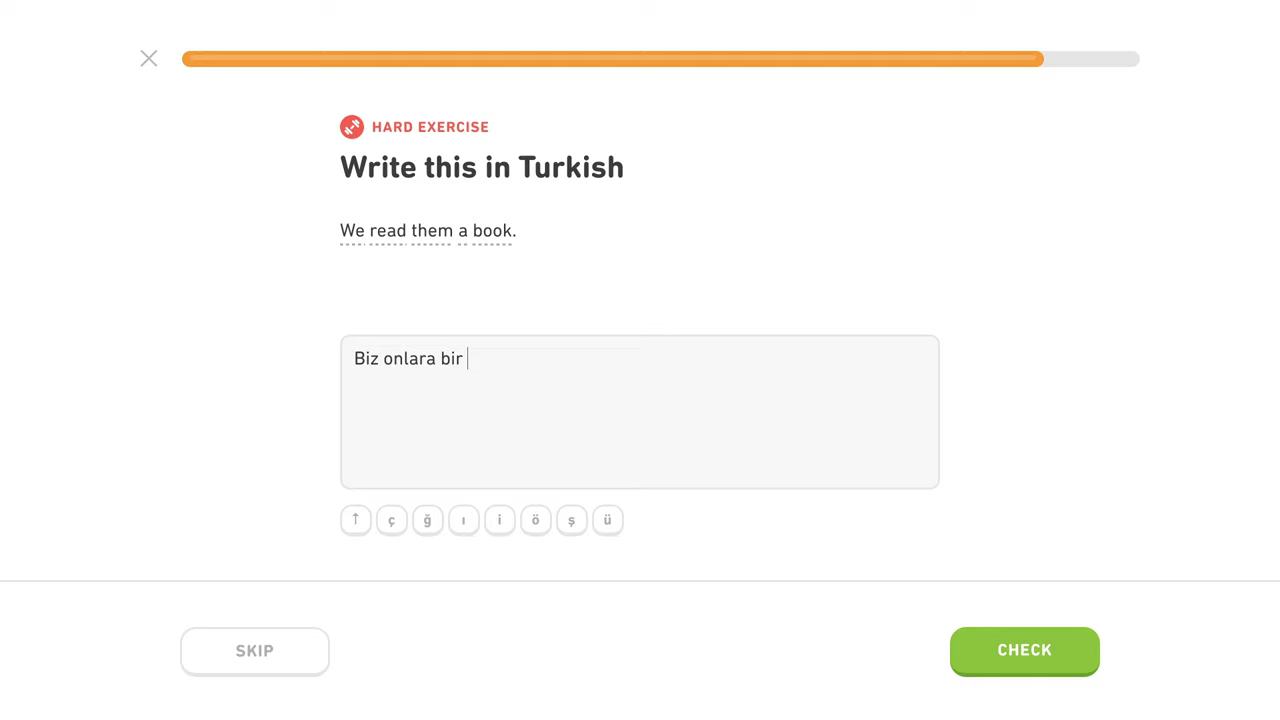 HARD EXERCISE
Write this in Turkish
We read them a book.
Biz onlara bir
↑ ç ğ ı i ö ş ü
SKIP
CHECK